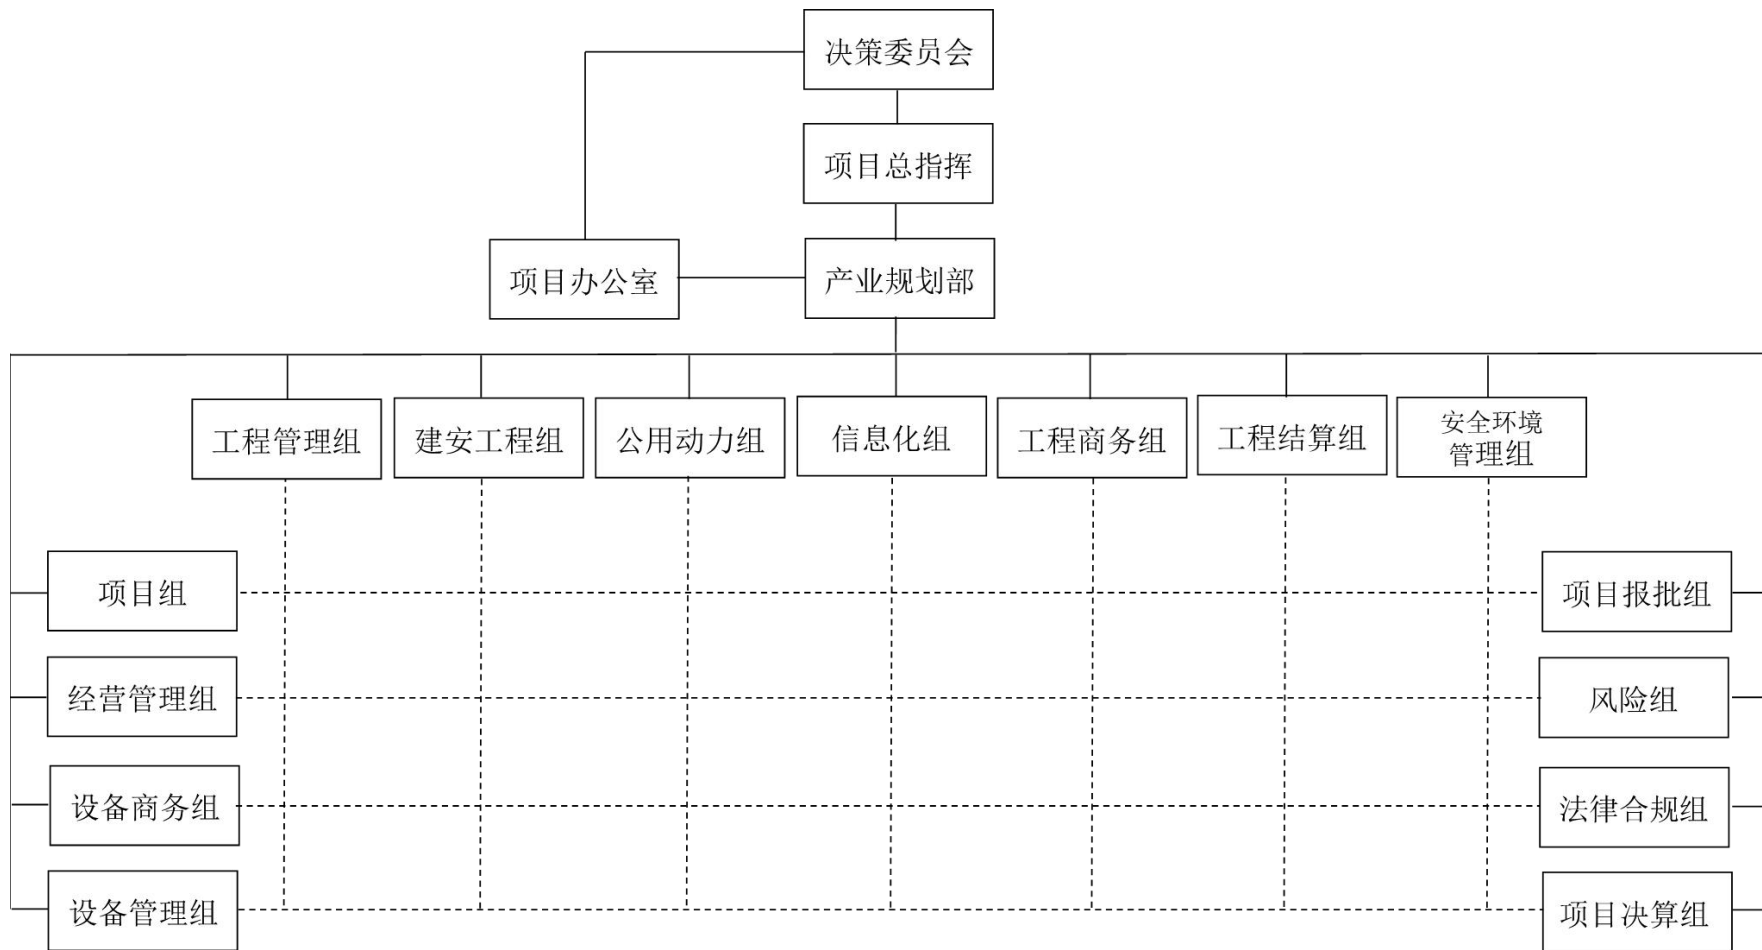 决策委员会
项目总指挥
项目办公室
产业规划部
工程管理组
建安工程组
公用动力组
信息化组
工程商务组
工程结算组
安全环境
管理组
项目组
项目报批组
经营管理组
风险组
设备商务组
法律合规组
设备管理组
项目决算组